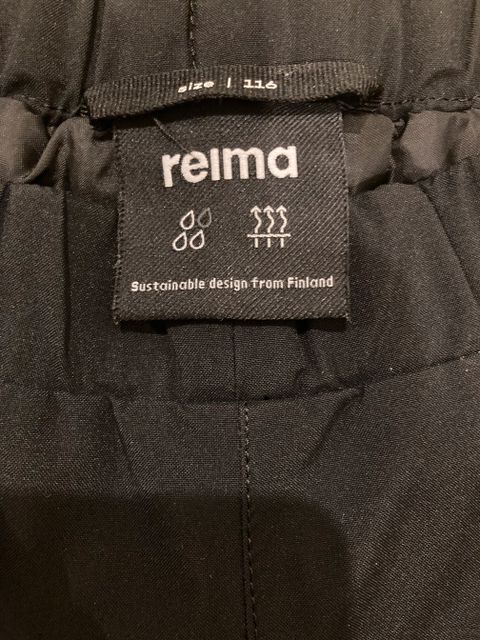 size | 116
reima
Sustainable design from Finland